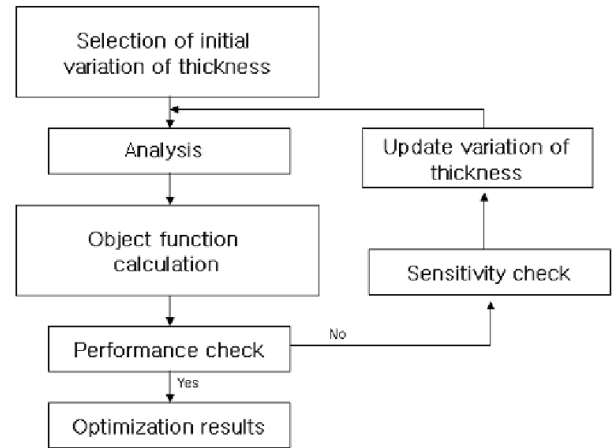 Selection of initial
variation of thickness
Analysis
Update variation of
thickness
Object function
calculation
Sensitivity check
Performance check
No
Yes
Optimization results